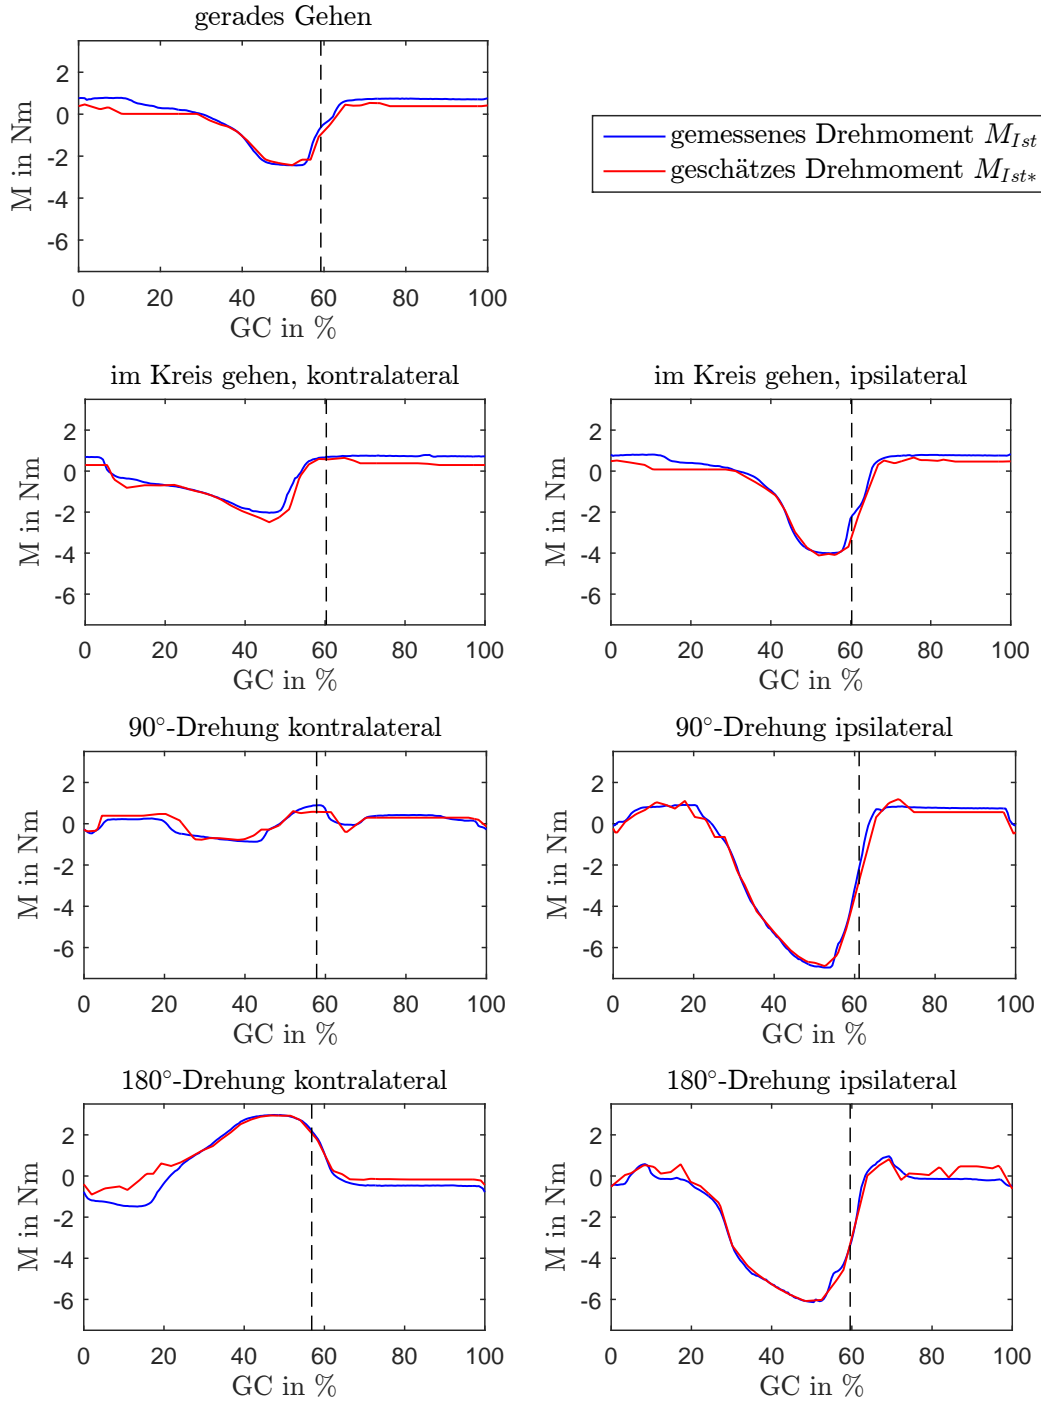 gerades Gehen
M in Nm
2
0
-2
-4
-6
0 20 40 60 80 100
GC in %
gemessenes Drehmoment M_{Ist}
geschätzes Drehmoment M_{Ist*}
im Kreis gehen, kontralateral
M in Nm
2
0
-2
-4
-6
0 20 40 60 80 100
GC in %
im Kreis gehen, ipsilateral
M in Nm
2
0
-2
-4
-6
0 20 40 60 80 100
GC in %
90°-Drehung kontralateral
M in Nm
2
0
-2
-4
-6
0 20 40 60 80 100
GC in %
90°-Drehung ipsilateral
M in Nm
2
0
-2
-4
-6
0 20 40 60 80 100
GC in %
180°-Drehung kontralateral
M in Nm
2
0
-2
-4
-6
0 20 40 60 80 100
GC in %
180°-Drehung ipsilateral
M in Nm
2
0
-2
-4
-6
0 20 40 60 80 100
GC in %